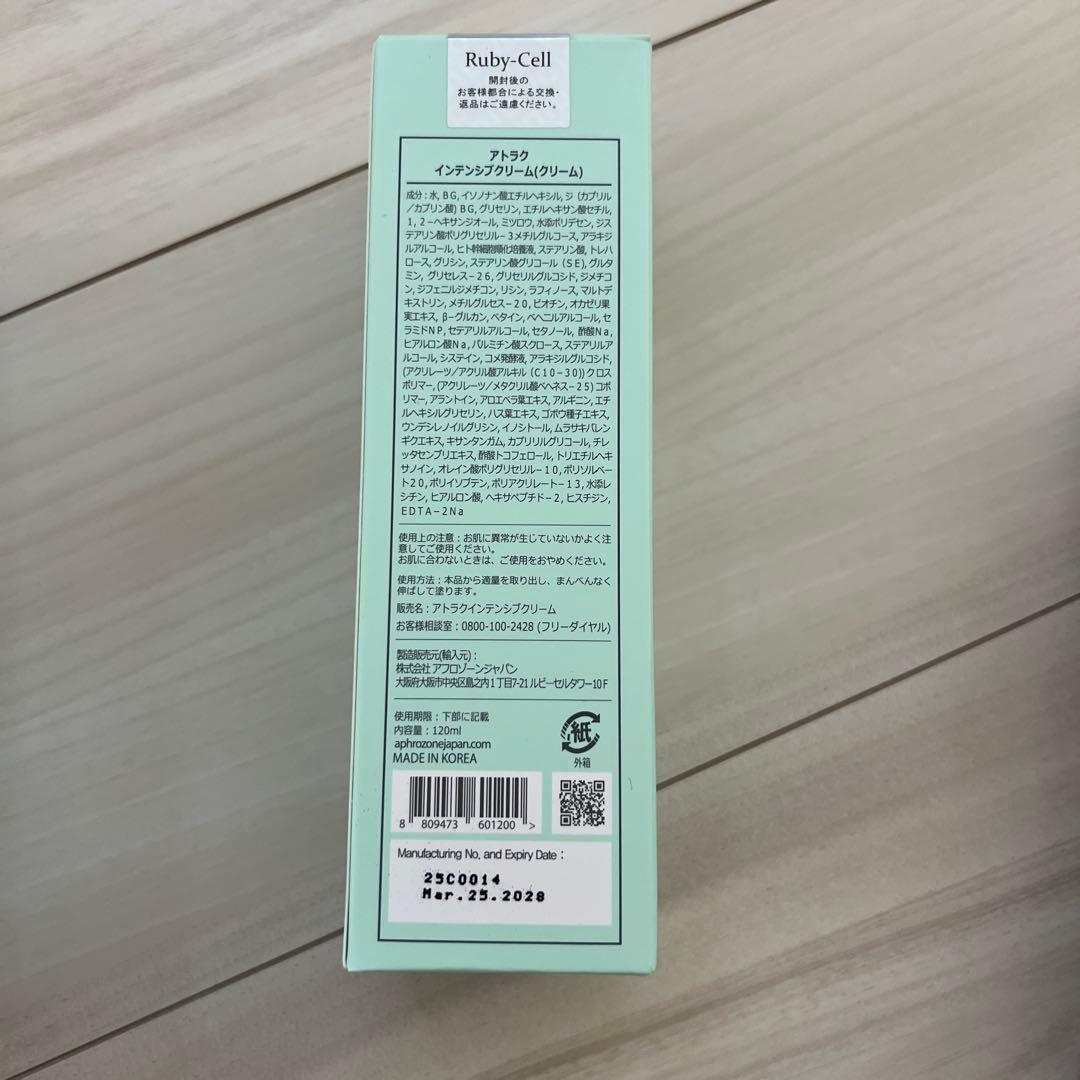 Ruby-Cell
開封後の
お客様都合による交換・
返品はご遠慮ください。
アトラク
インテンシブクリーム(クリーム)
成分：水, BG, イソノナン酸エチルヘキシル, ジ（カプリル
／カプリン酸）BG, グリセリン, エチルヘキサン酸セチル,
1,2－ヘキサンジオール, ミツロウ, 水添ポリデセン, ジス
テアリン酸ポリグリセリル－3メチルグルコース, アラキジ
ルアルコール, ヒト幹細胞順化培養液, ステアリン酸, トレハ
ロース, グリシン, ステアリン酸グリコール（SE), グルタ
ミン, グリセレス－26, グリセリルグルコシド, ジメチコ
ン, ジフェニルジメチコン, リシン, ラフィノース, マルトデ
キストリン, メチルグルセス－20, ビオチン, オカゼリ果
実エキス, β－グルカン, ベタイン, ベヘニルアルコール, セ
ラミドNP, セテアリルアルコール, セタノール, 酢酸Na,
ヒアルロン酸Na, パルミチン酸スクロース, ステアリルア
ルコール, システイン, コメ発酵液, アラキジルグルコシド,
(アクリレーツ／アクリル酸アルキル（C10－30)) クロス
ポリマー, (アクリレーツ／メタクリル酸ベヘネス－25) コポ
リマー, アラントイン, アロエベラ葉エキス, アルギニン, エチ
ルヘキシルグリセリン, ハス葉エキス, ゴボウ種子エキス,
ウンデシレノイルグリシン, イノシトール, ムラサキバレン
ギクエキス, キサンタンガム, カプリリルグリコール, チレ
ッタセンブリエキス, 酢酸トコフェロール, トリエチルヘキ
サノイン, オレイン酸ポリグリセリル－10, ポリソルベー
ト20, ポリイソブテン, ポリアクリレート－13, 水添レ
シチン, ヒアルロン酸, ヘキサペプチド－2, ヒスチジン,
EDTA－2Na
使用上の注意：お肌に異常が生じていないかよく注
意してご使用ください。
お肌に合わないときは、ご使用をおやめください。
使用方法：本品から適量を取り出し、まんべんなく
伸ばして塗ります。
販売名：アトラクインテンシブクリーム
お客様相談室：0800-100-2428 (フリーダイヤル)
製造販売元(輸入元)：
株式会社 アフロゾーンジャパン
大阪府大阪市中央区島之内1丁目7-21 ルビーセルタワー10F
使用期限：下部に記載
内容量：120ml
aphrozonejapan.com
MADE IN KOREA
紙
外箱
8 809473 601200 >
Manufacturing No. and Expiry Date :
25C0014
Mar.25.2028